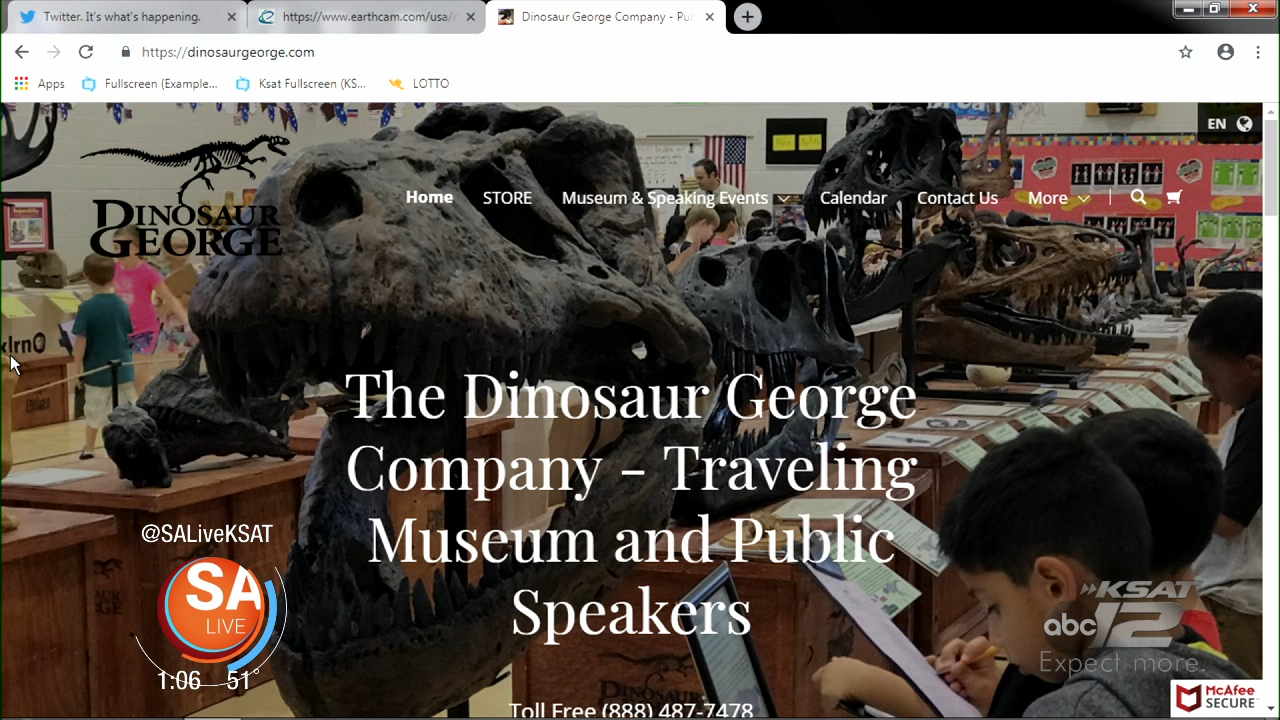 Twitter. It's what's happening.
https://www.earthcam.com/usa/
Dinosaur George Company - Pu
https://dinosaurgeorge.com
Apps
Fullscreen (Example...
Ksat Fullscreen (KS...
LOTTO
EN
Home
STORE
Museum & Speaking Events
Calendar
Contact Us
More
DINOSAUR
GEORGE
klrn
The Dinosaur George
Company – Traveling
Museum and Public
Speakers
Toll Free (888) 487-7478
@SALiveKSAT
SA
LIVE
1:06 51°
KSAT
abc 12
Expect more.
DINOSAUR
McAfee
SECURE